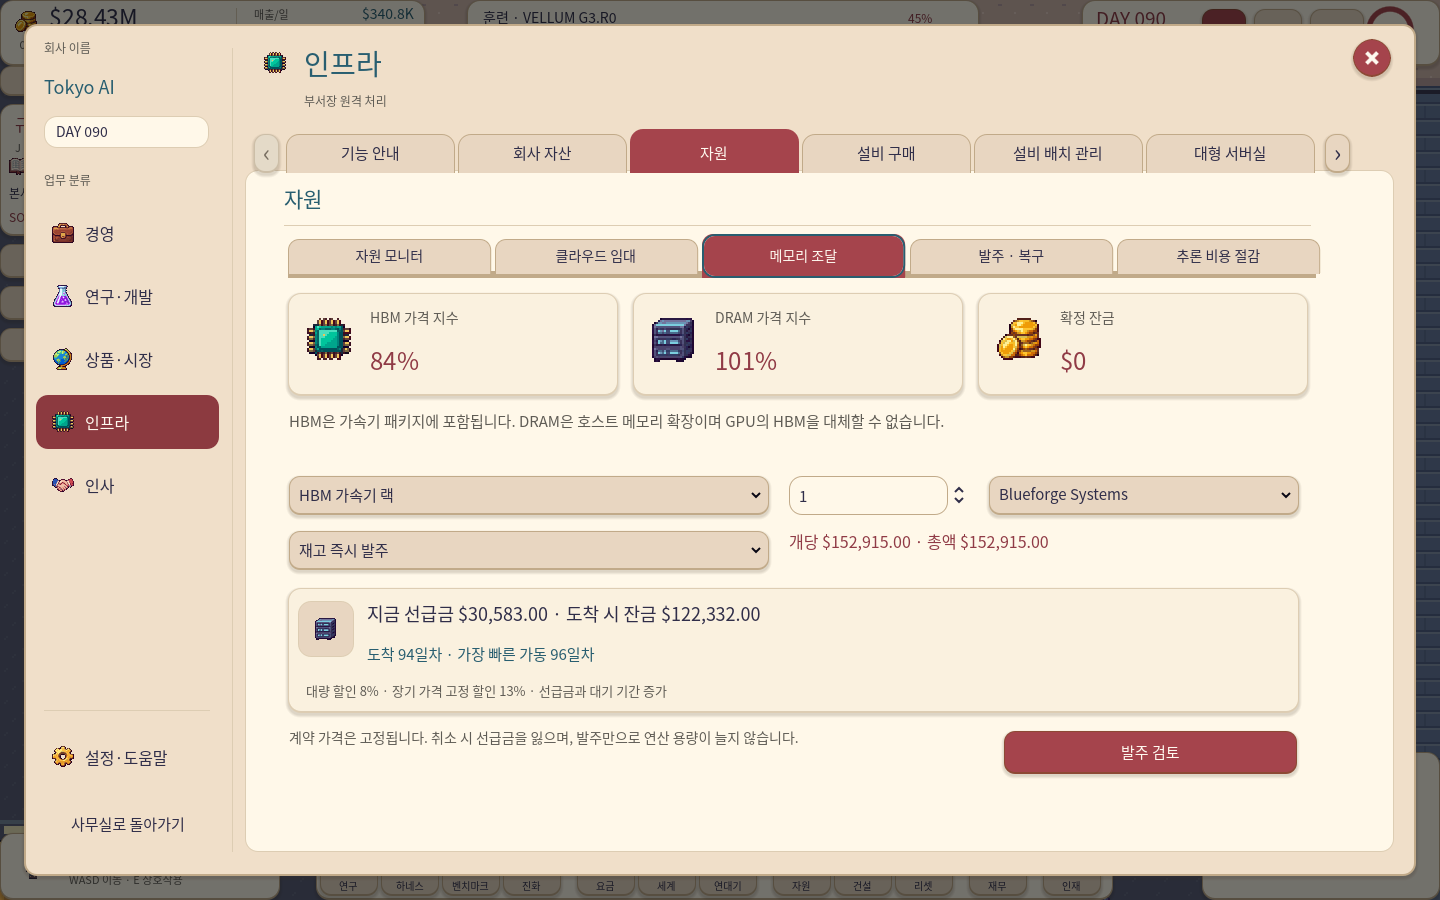 $28.43M
매출/일
$340.8K
훈련 · VELLUM G3.R0
45%
DAY 090
회사 이름
Tokyo AI
DAY 090
업무 분류
경영
연구·개발
상품·시장
인프라
인사
설정·도움말
사무실로 돌아가기
인프라
부서장 원격 처리
기능 안내
회사 자산
자원
설비 구매
설비 배치 관리
대형 서버실
자원
자원 모니터
클라우드 임대
메모리 조달
발주 · 복구
추론 비용 절감
HBM 가격 지수
84%
DRAM 가격 지수
101%
확정 잔금
$0
HBM은 가속기 패키지에 포함됩니다. DRAM은 호스트 메모리 확장이며 GPU의 HBM을 대체할 수 없습니다.
HBM 가속기 랙
1
Blueforge Systems
재고 즉시 발주
개당 $152,915.00 · 총액 $152,915.00
지금 선급금 $30,583.00 · 도착 시 잔금 $122,332.00
도착 94일차 · 가장 빠른 가동 96일차
대량 할인 8% · 장기 가격 고정 할인 13% · 선급금과 대기 기간 증가
계약 가격은 고정됩니다. 취소 시 선급금을 잃으며, 발주만으로 연산 용량이 늘지 않습니다.
발주 검토
WASD 이동 · E 상호작용
연구
하네스
벤치마크
진화
요금
세계
연대기
자원
건설
리셋
재무
인재